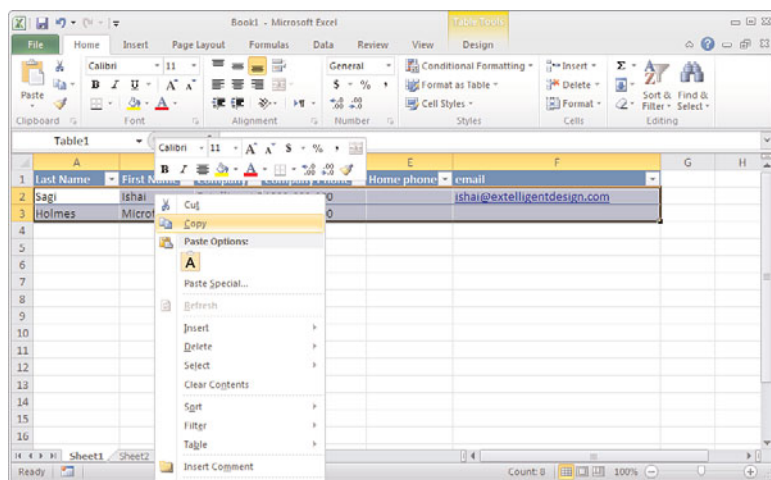 Book1 - Microsoft Excel
Table Tools
File Home Insert Page Layout Formulas Data Review View Design
Calibri 11 General Conditional Formatting Insert
Paste B I U A A $ % , Format as Table Delete Sort & Find &
Cell Styles Format Filter Select
Clipboard Font Alignment Number Styles Cells Editing
Table1
Calibri 11 A A $ % ,
B I A
A E F G H
1 Last Name First Name Home phone email
2 Sagi Ishai ishai@extelligentdesign.com
3 Holmes
4
5
6
7
8
9
10
11
12
13
14
15
16
Cut
Copy
Paste Options:
A
Paste Special...
Refresh
Insert
Delete
Select
Clear Contents
Sort
Filter
Table
Insert Comment
Sheet1 Sheet2
Ready Count: 8 100%